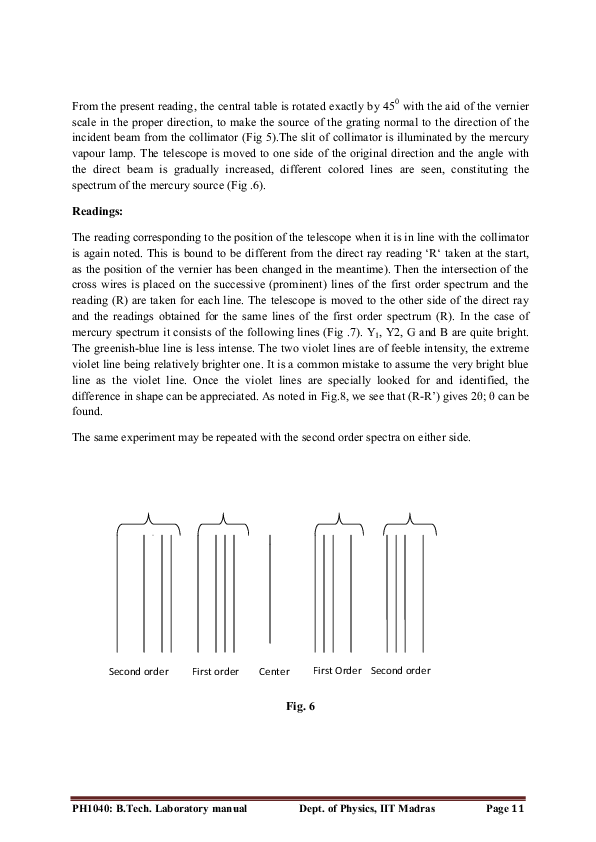 From the present reading, the central table is rotated exactly by 45⁰ with the aid of the vernier
scale in the proper direction, to make the source of the grating normal to the direction of the
incident beam from the collimator (Fig 5).The slit of collimator is illuminated by the mercury
vapour lamp. The telescope is moved to one side of the original direction and the angle with
the direct beam is gradually increased, different colored lines are seen, constituting the
spectrum of the mercury source (Fig .6).
Readings:
The reading corresponding to the position of the telescope when it is in line with the collimator
is again noted. This is bound to be different from the direct ray reading ‘R‘ taken at the start,
as the position of the vernier has been changed in the meantime). Then the intersection of the
cross wires is placed on the successive (prominent) lines of the first order spectrum and the
reading (R) are taken for each line. The telescope is moved to the other side of the direct ray
and the readings obtained for the same lines of the first order spectrum (R). In the case of
mercury spectrum it consists of the following lines (Fig .7). Y₁, Y2, G and B are quite bright.
The greenish-blue line is less intense. The two violet lines are of feeble intensity, the extreme
violet line being relatively brighter one. It is a common mistake to assume the very bright blue
line as the violet line. Once the violet lines are specially looked for and identified, the
difference in shape can be appreciated. As noted in Fig.8, we see that (R-R’) gives 2θ; θ can be
found.
The same experiment may be repeated with the second order spectra on either side.
Second order First order Center First Order Second order
Fig. 6
PH1040: B.Tech. Laboratory manual Dept. of Physics, IIT Madras Page 11